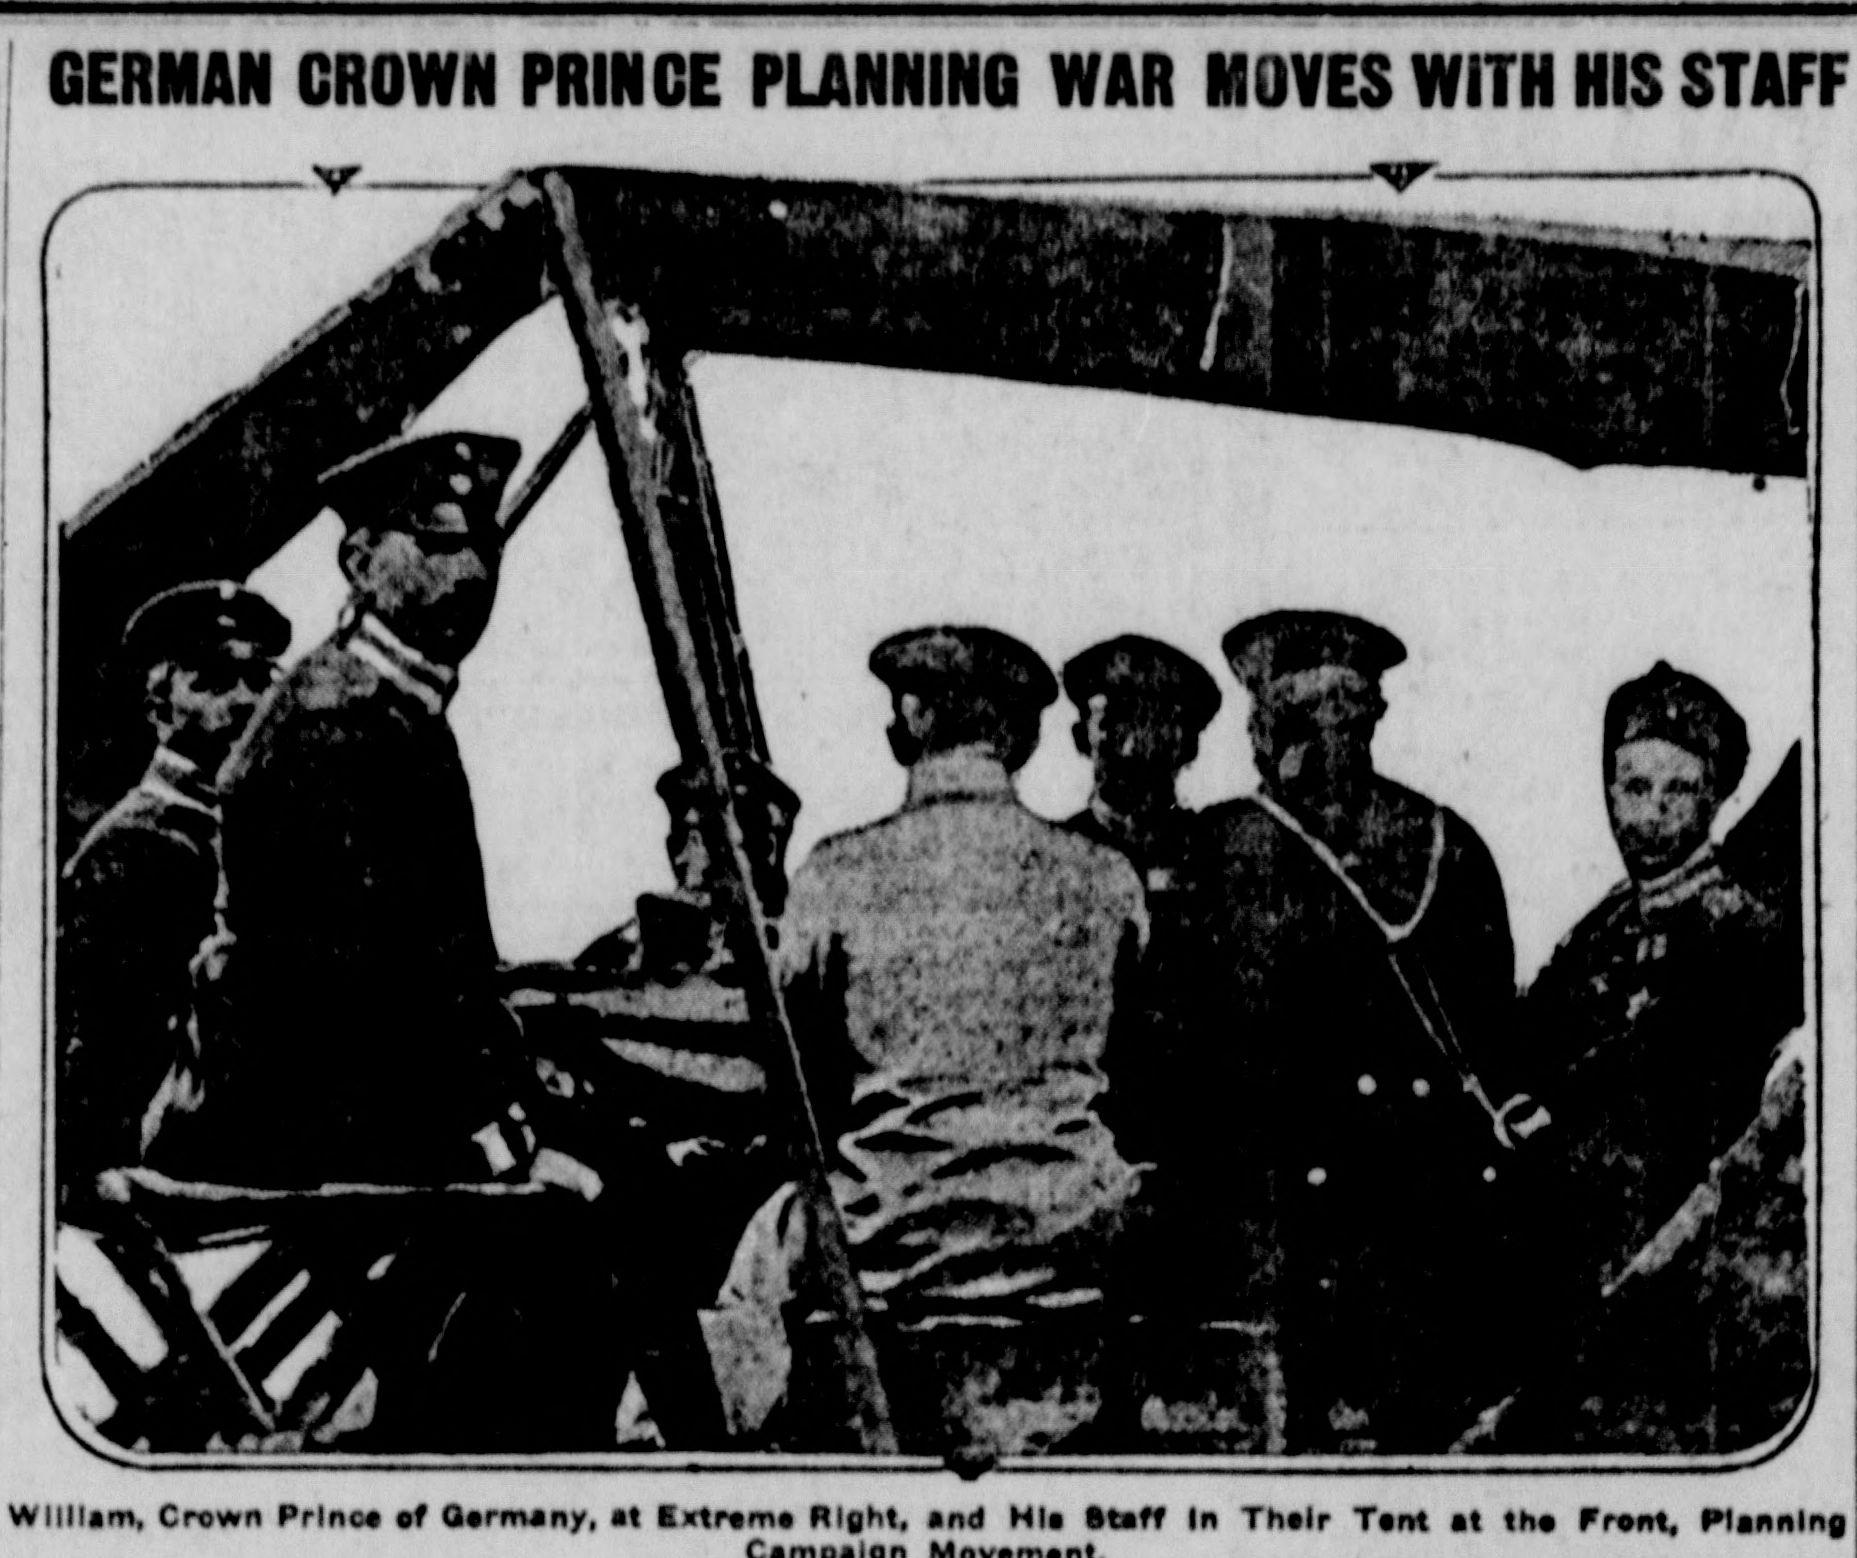 GERMAN CROWN PRINCE PLANNING WAR MOVES WITH HIS STAFF
William, Crown Prince of Germany, at Extreme Right, and His Staff In Their Tent at the Front, Planning
Campaign Movement.